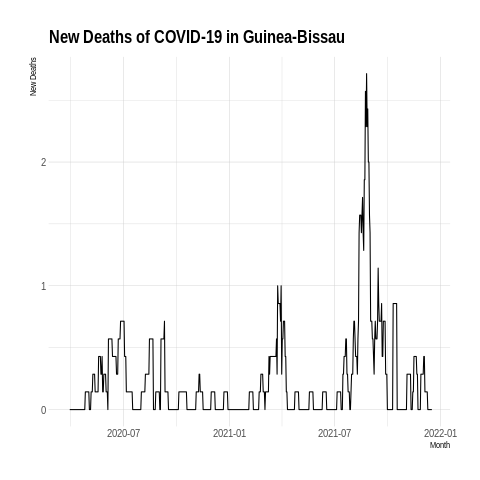 New Deaths of COVID-19 in Guinea-Bissau
New Deaths
2
1
0
2020-07 2021-01 2021-07 2022-01
Month